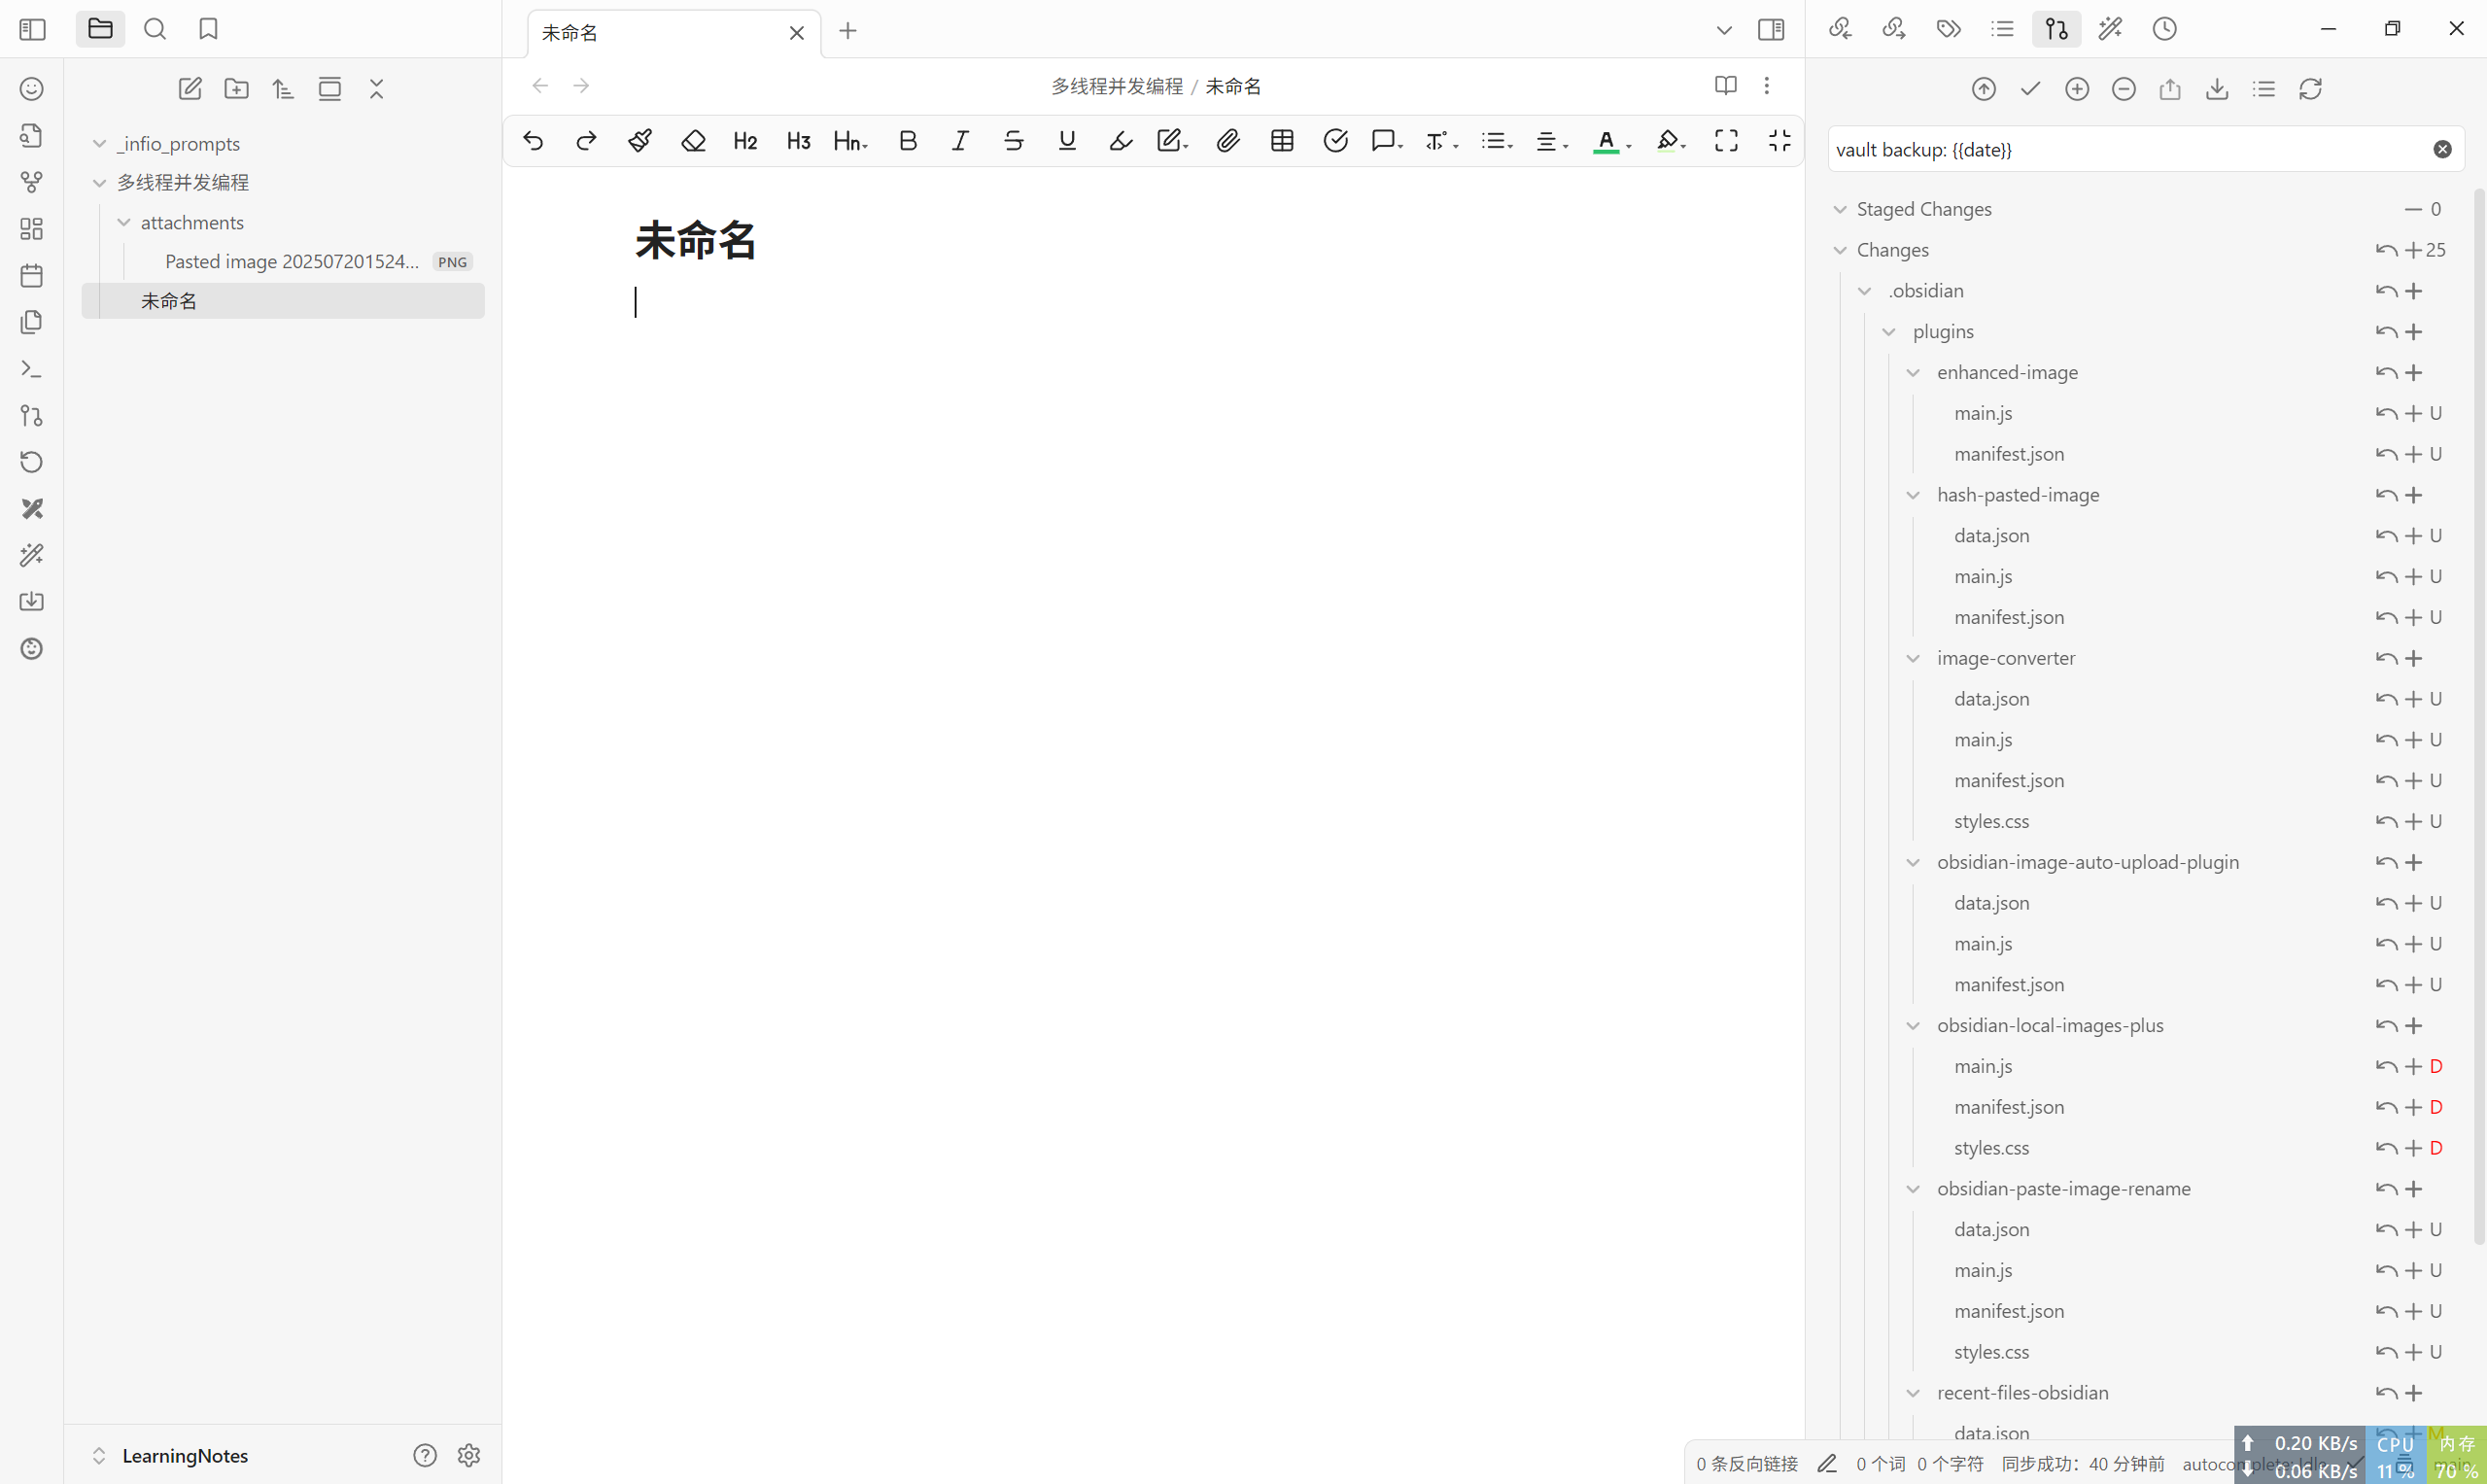 未命名
多线程并发编程 / 未命名
H2 H3 Hn
_infio_prompts
多线程并发编程
attachments
Pasted image 202507201524... PNG
未命名
LearningNotes
未命名
vault backup: {{date}}
Staged Changes 0
Changes 25
.obsidian
plugins
enhanced-image
main.js U
manifest.json U
hash-pasted-image
data.json U
main.js U
manifest.json U
image-converter
data.json U
main.js U
manifest.json U
styles.css U
obsidian-image-auto-upload-plugin
data.json U
main.js U
manifest.json U
obsidian-local-images-plus
main.js D
manifest.json D
styles.css D
obsidian-paste-image-rename
data.json U
main.js U
manifest.json U
styles.css U
recent-files-obsidian
data.json M
0 条反向链接 0 个词 0 个字符 同步成功：40 分钟前
0.20 KB/s CPU 内存
0.06 KB/s 11 % 70 %